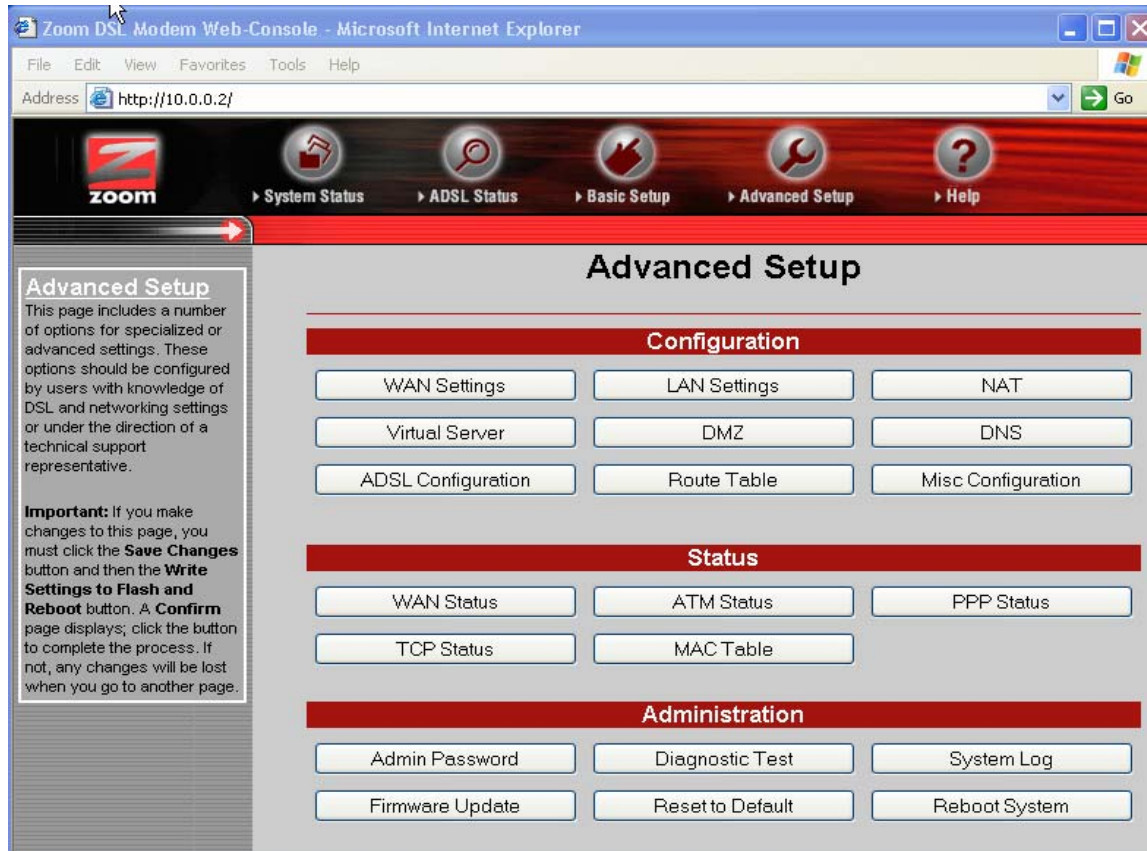 Zoom DSL Modem Web-Console - Microsoft Internet Explorer
File Edit View Favorites Tools Help
Address http://10.0.0.2/ Go
zoom
System Status ADSL Status Basic Setup Advanced Setup Help
Advanced Setup
This page includes a number
of options for specialized or
advanced settings. These
options should be configured
by users with knowledge of
DSL and networking settings
or under the direction of a
technical support
representative.
Important: If you make
changes to this page, you
must click the Save Changes
button and then the Write
Settings to Flash and
Reboot button. A Confirm
page displays; click the button
to complete the process. If
not, any changes will be lost
when you go to another page.
Advanced Setup
Configuration
WAN Settings LAN Settings NAT
Virtual Server DMZ DNS
ADSL Configuration Route Table Misc Configuration
Status
WAN Status ATM Status PPP Status
TCP Status MAC Table
Administration
Admin Password Diagnostic Test System Log
Firmware Update Reset to Default Reboot System